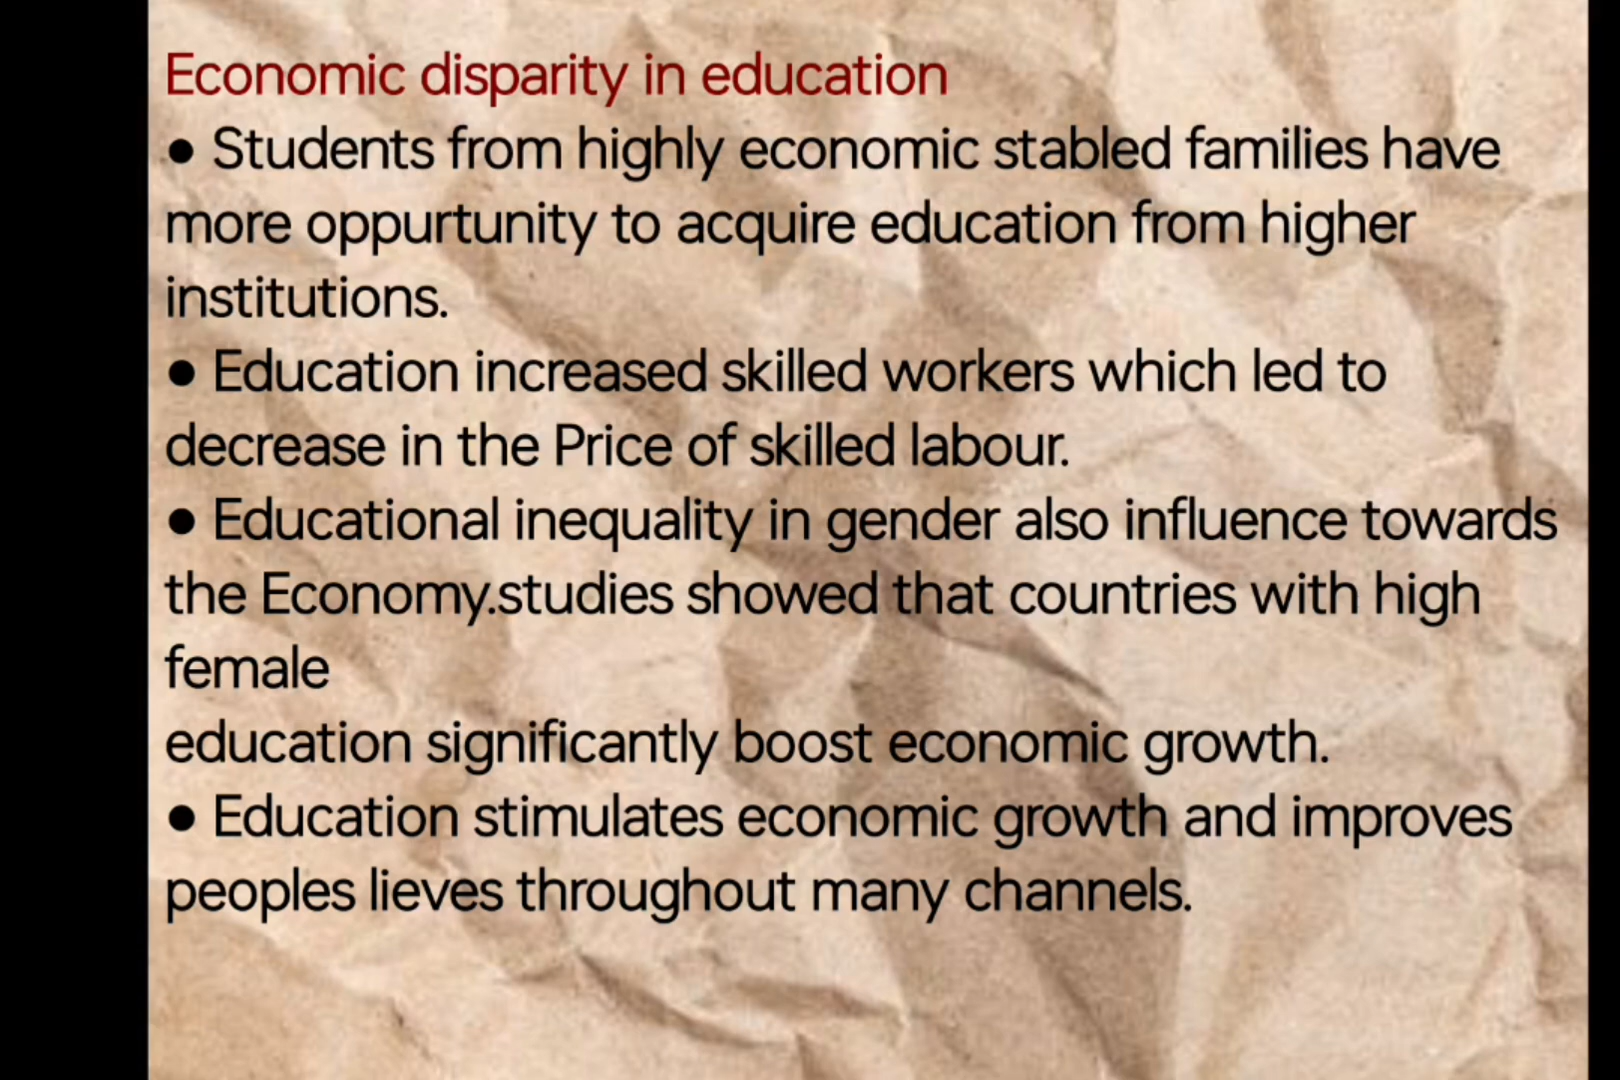 Economic disparity in education
● Students from highly economic stabled families have
more oppurtunity to acquire education from higher
institutions.
● Education increased skilled workers which led to
decrease in the Price of skilled labour.
● Educational inequality in gender also influence towards
the Economy.studies showed that countries with high
female
education significantly boost economic growth.
● Education stimulates economic growth and improves
peoples lieves throughout many channels.